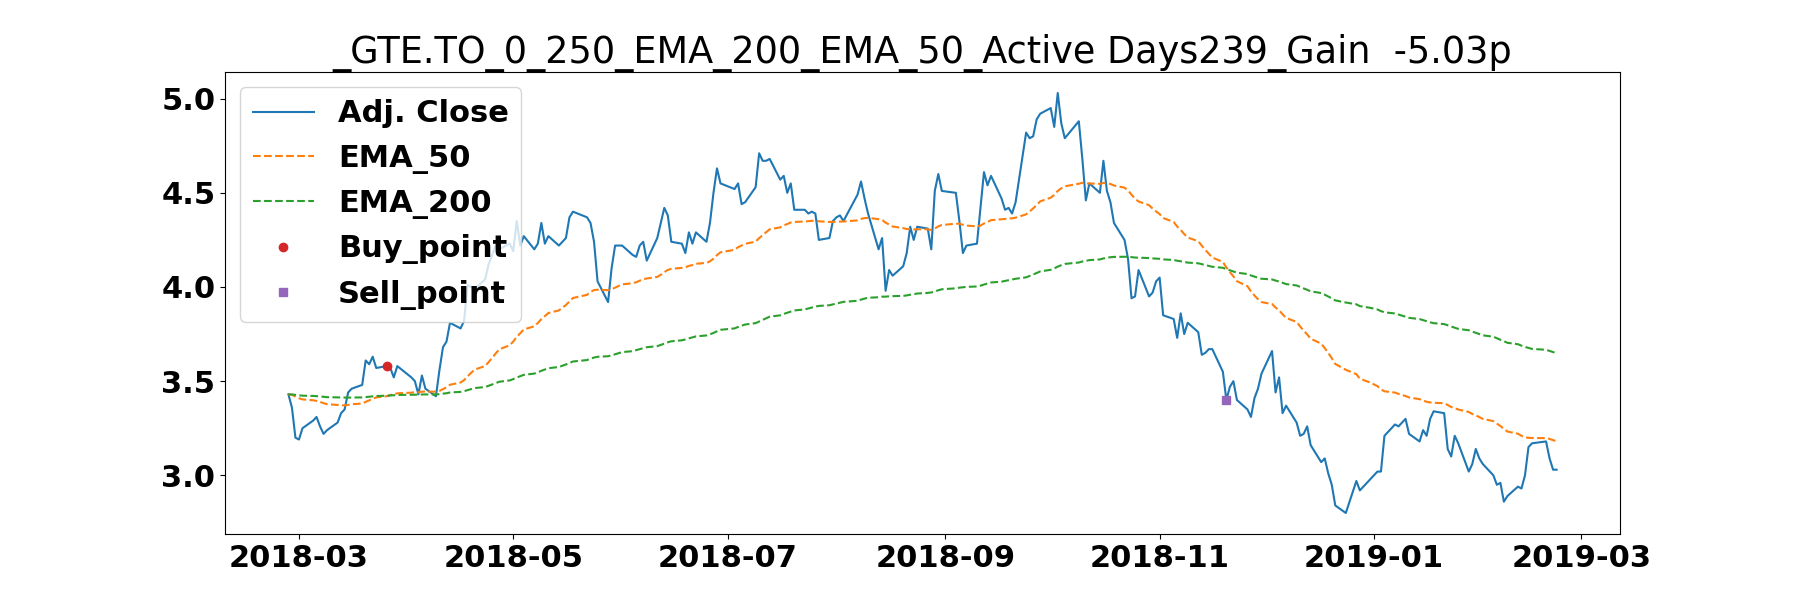 _GTE.TO_0_250_EMA_200_EMA_50_Active Days239_Gain  -5.03p
5.0
4.5
4.0
3.5
3.0
Adj. Close
EMA_50
EMA_200
Buy_point
Sell_point
2018-03
2018-05
2018-07
2018-09
2018-11
2019-01
2019-03